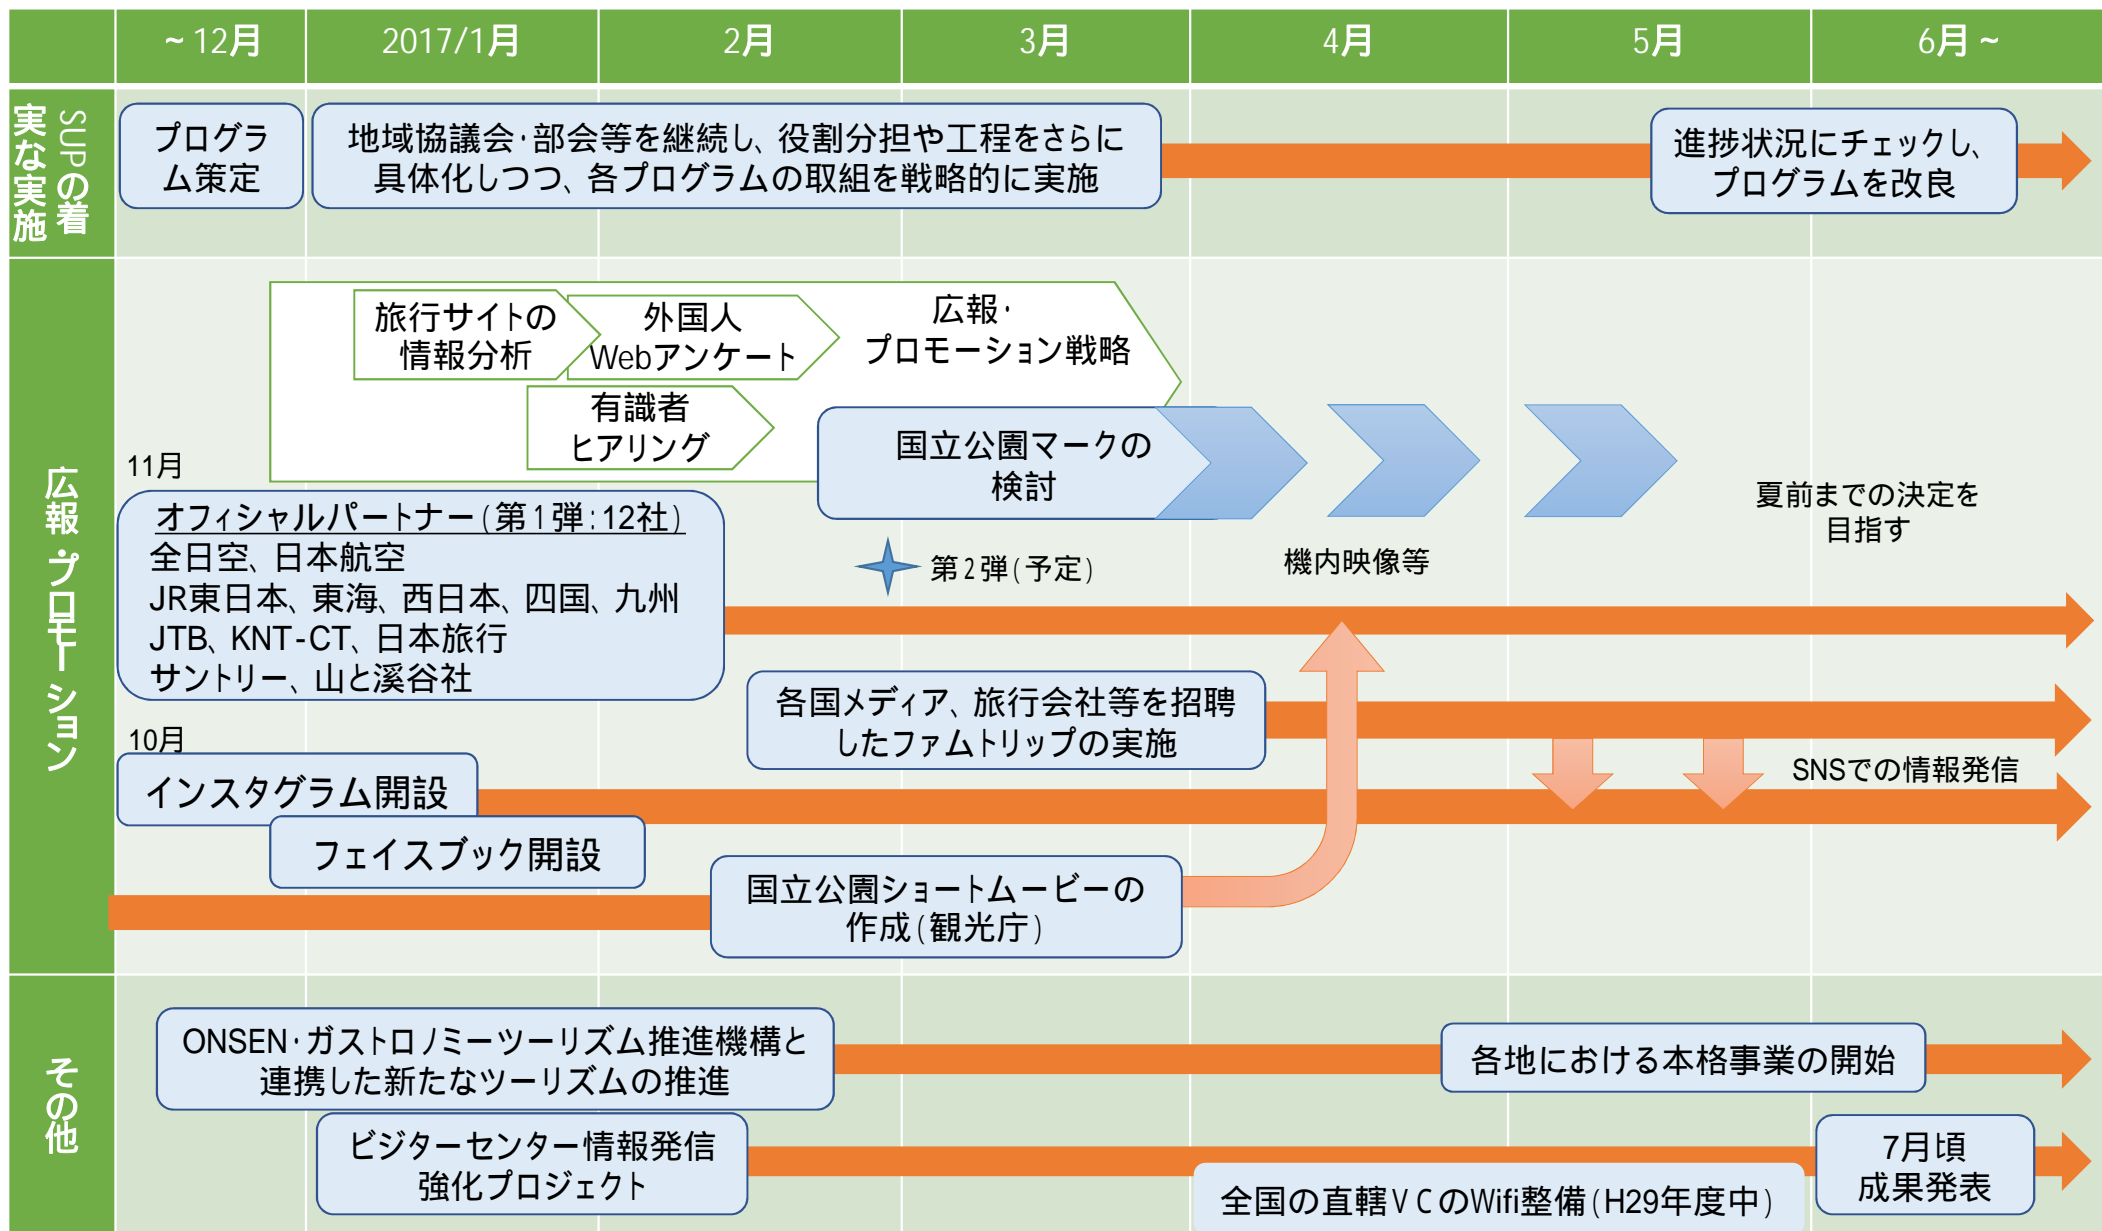 ~ 12月
2017/1月
2月
3月
4月
5月
6月 ~
SUPの着
実な実施
プログラ
ム策定
地域協議会・部会等を継続し、役割分担や工程をさらに
具体化しつつ、各プログラムの取組を戦略的に実施
進捗状況にチェックし、
プログラムを改良
広報・プロモーション
旅行サイトの
情報分析
外国人
Webアンケート
有識者
ヒアリング
広報・
プロモーション戦略
国立公園マークの
検討
夏前までの決定を
目指す
11月
オフィシャルパートナー(第1弾:12社)
全日空、日本航空
JR東日本、東海、西日本、四国、九州
JTB、KNT-CT、日本旅行
サントリー、山と溪谷社
第2弾(予定)
機内映像等
各国メディア、旅行会社等を招聘
したファムトリップの実施
10月
インスタグラム開設
フェイスブック開設
SNSでの情報発信
国立公園ショートムービーの
作成(観光庁)
その他
ONSEN・ガストロノミーツーリズム推進機構と
連携した新たなツーリズムの推進
各地における本格事業の開始
ビジターセンター情報発信
強化プロジェクト
全国の直轄VCのWifi整備(H29年度中)
7月頃
成果発表